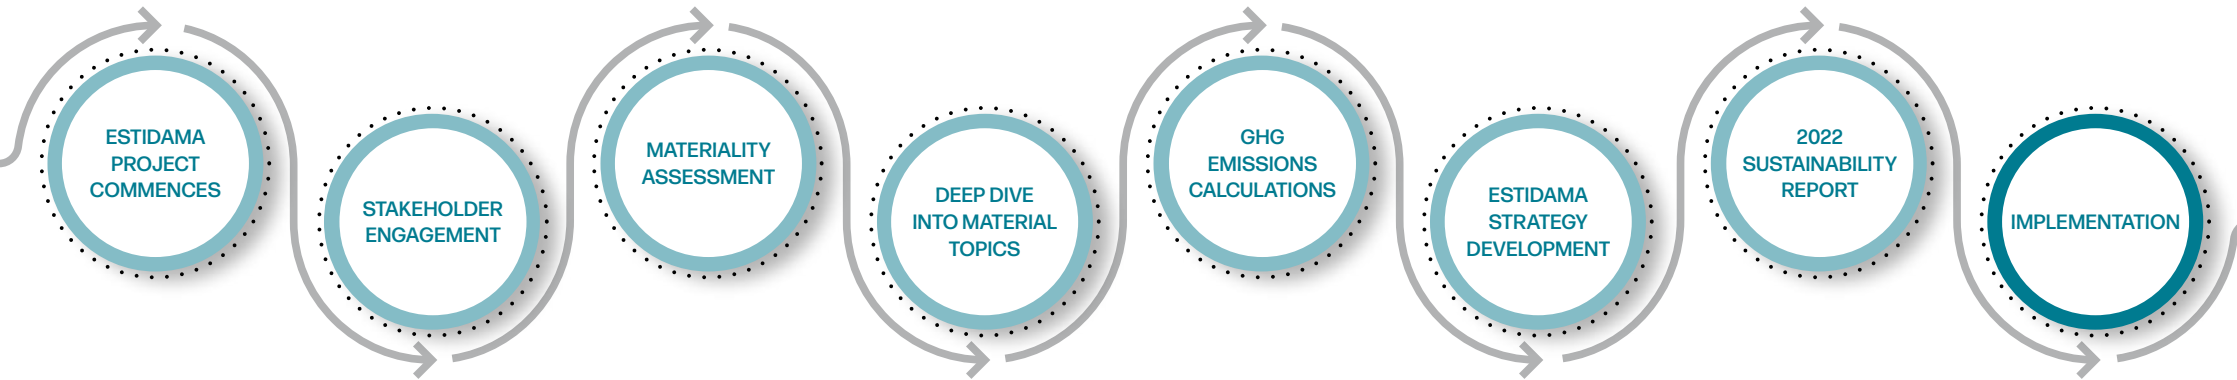 ESTIDAMA
PROJECT
COMMENCES
STAKEHOLDER
ENGAGEMENT
MATERIALITY
ASSESSMENT
DEEP DIVE
INTO MATERIAL
TOPICS
GHG
EMISSIONS
CALCULATIONS
ESTIDAMA
STRATEGY
DEVELOPMENT
2022
SUSTAINABILITY
REPORT
IMPLEMENTATION